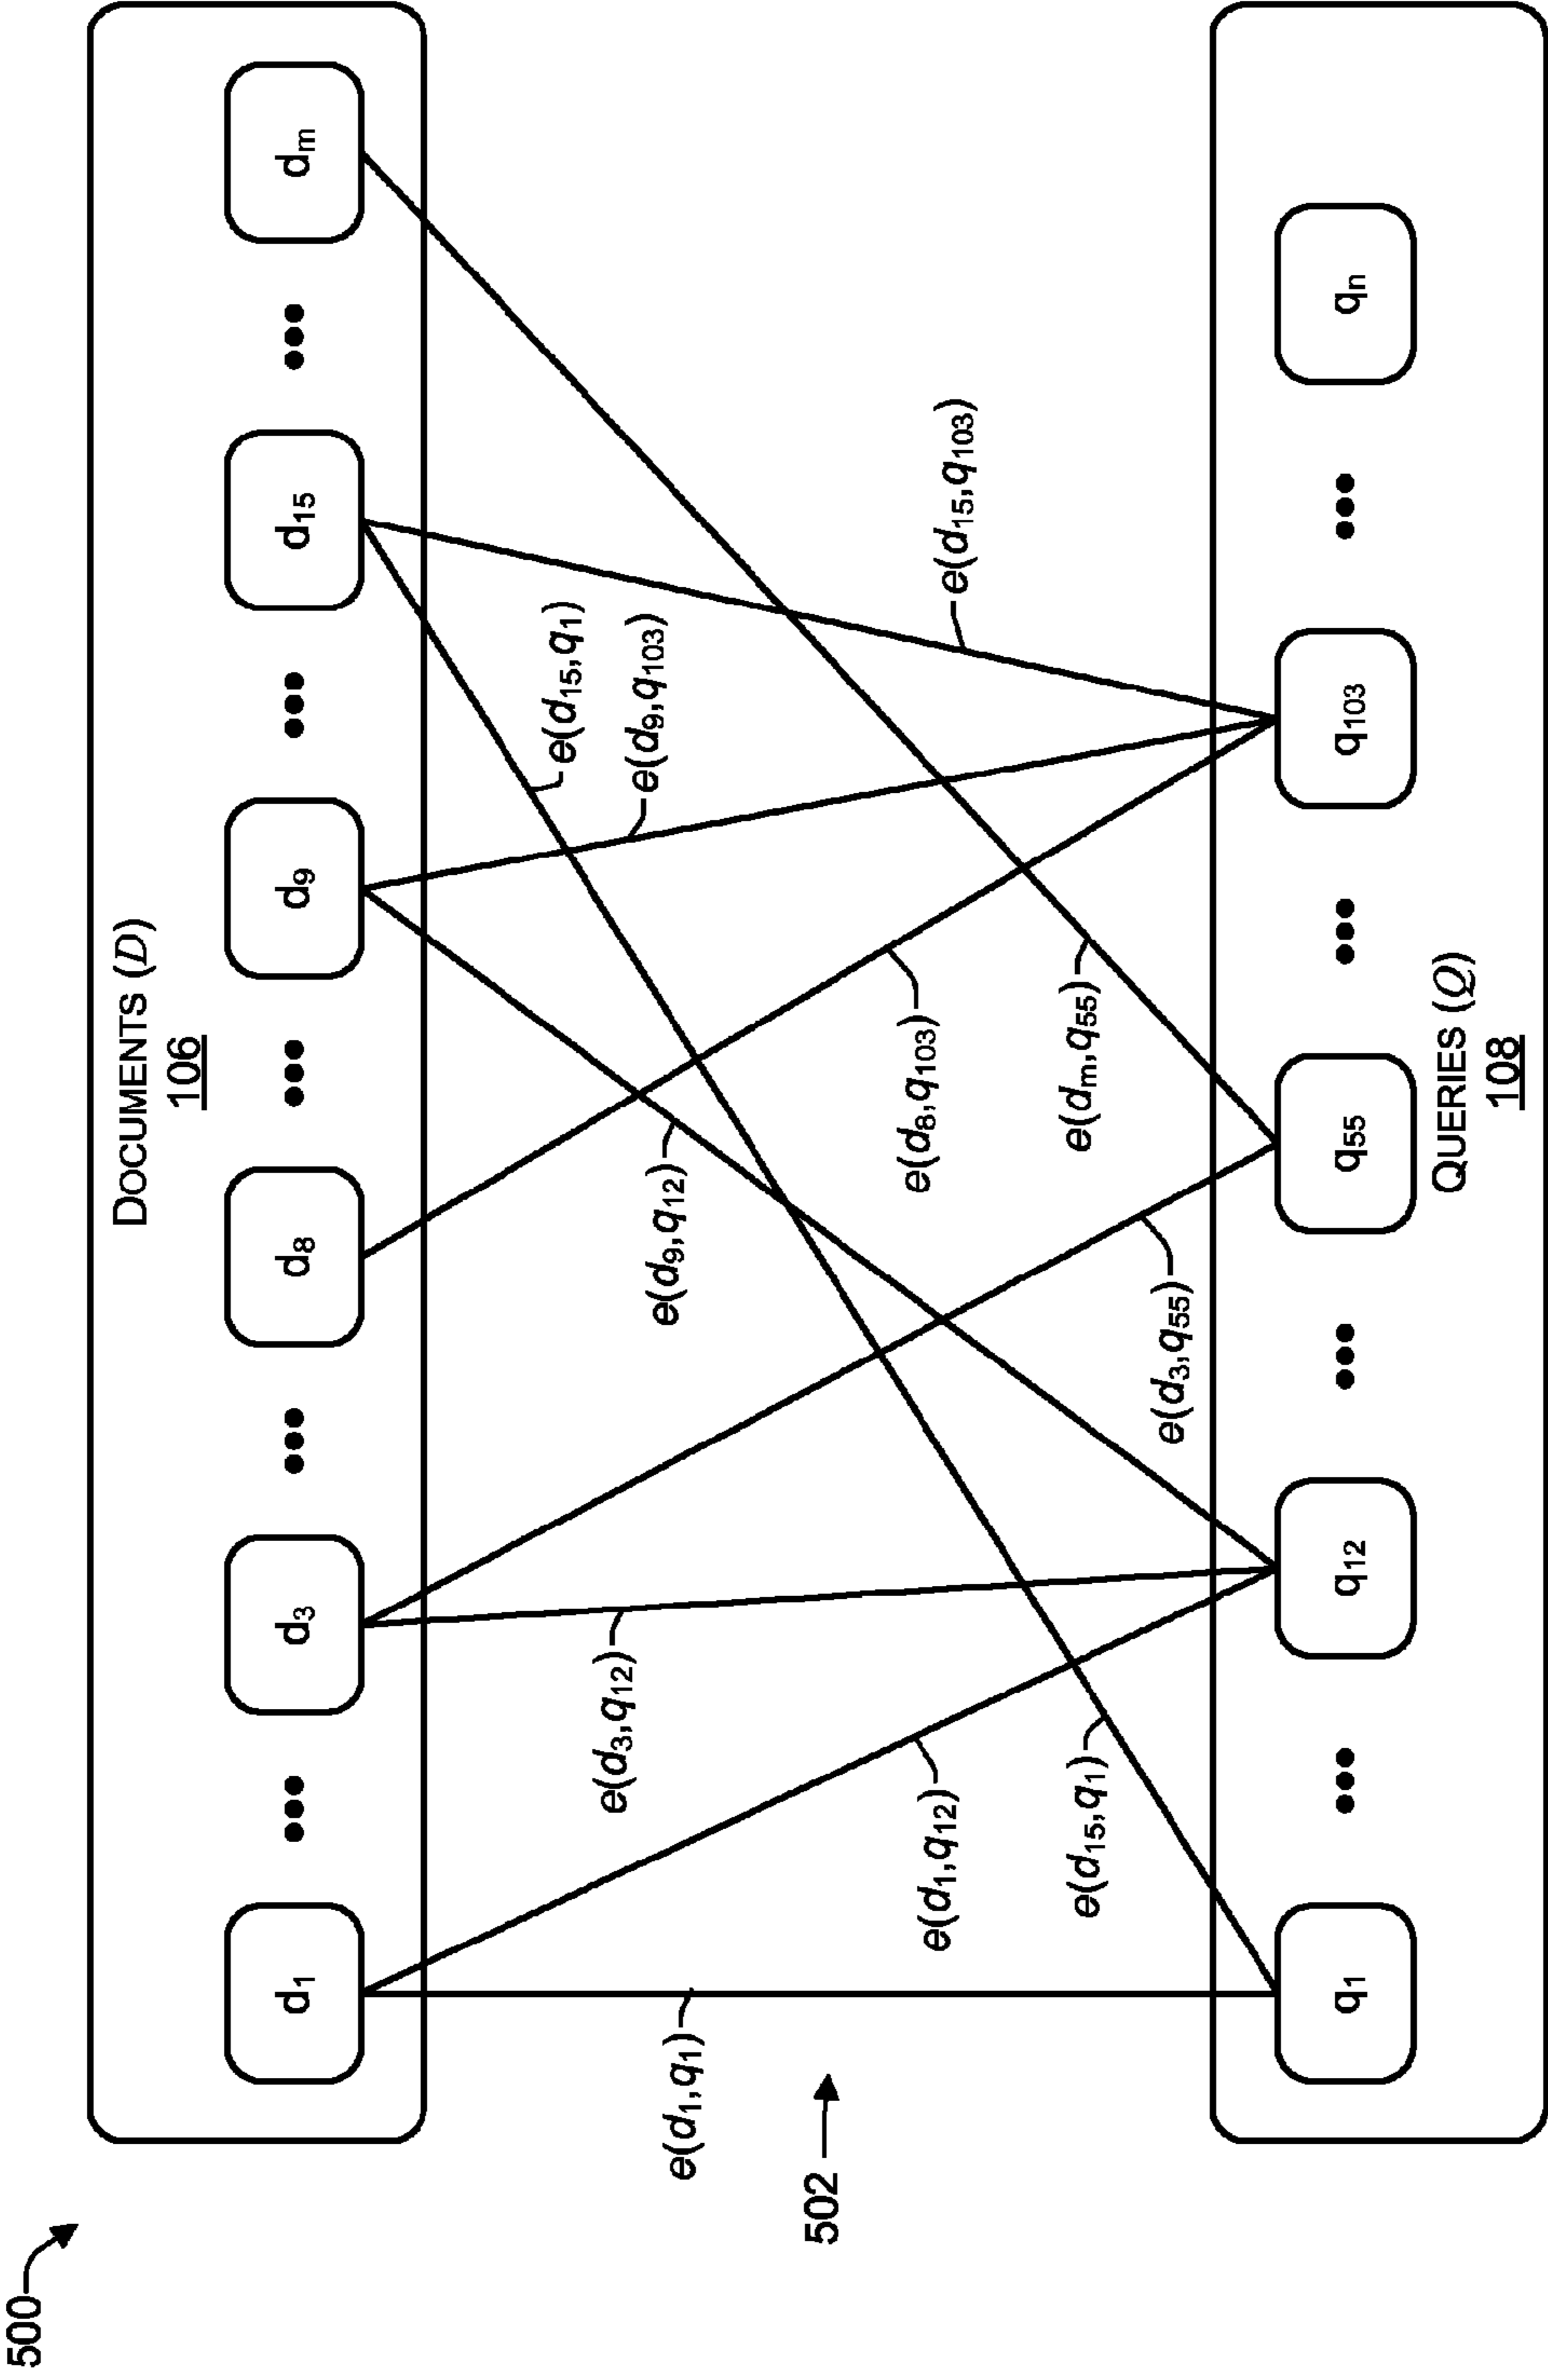 500
DOCUMENTS (D)
106
d1 ••• d3 ••• d8 ••• d9 ••• d15 ••• dm
e(d15,q1)
e(d3,q12)
e(d9,q103)
e(d1,q1)
e(d9,q12)
502
e(d1,q12)
e(d8,q103)
e(d15,q103)
e(d15,q1)
e(dm,q55)
e(d3,q55)
q1 ••• q12 ••• q55 ••• q103 ••• qn
QUERIES (Q)
108